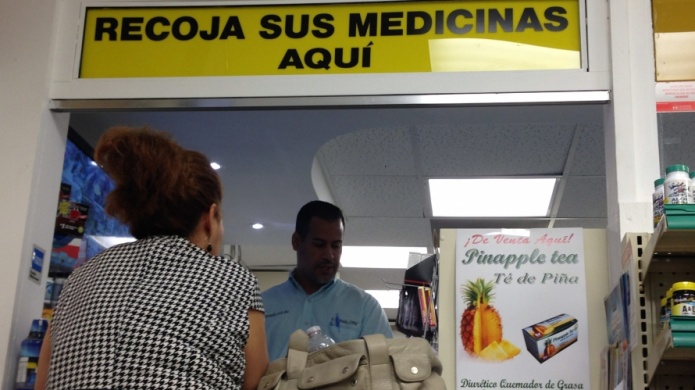 RECOJA SUS MEDICINAS
AQUÍ
¡De Venta Aquí!
Pinapple tea
Té de Piña
Diurético Quemador de Grasa